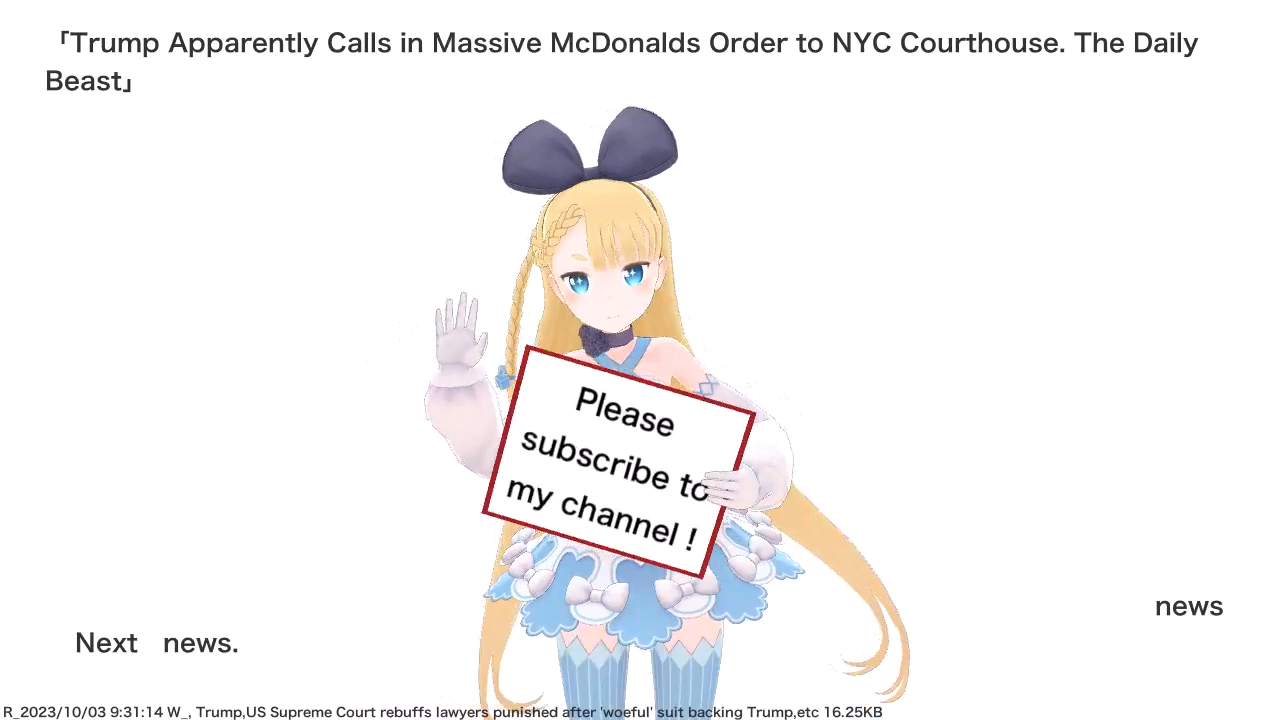 「Trump Apparently Calls in Massive McDonalds Order to NYC Courthouse. The Daily
Beast」
Please
subscribe to
my channel !
news
Next news.
R_2023/10/03 9:31:14 W_, Trump,US Supreme Court rebuffs lawyers punished after 'woeful' suit backing Trump,etc 16.25KB